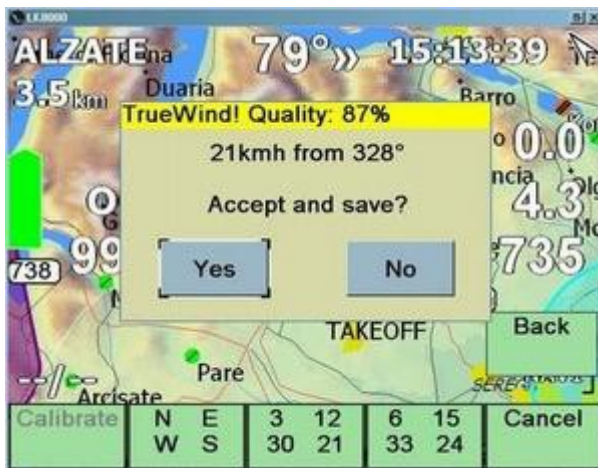 LK8000
ALZATE
79°»
15:13:39
3.5km
Duaria
Barro
TrueWind! Quality: 87%
21kmh from 328°
0.0
Accept and save?
4.3
99
738
Yes
No
735
TAKEOFF
Back
Pare
--/--
Arcisate
Calibrate
N E
W S
3 12
30 21
6 15
33 24
Cancel